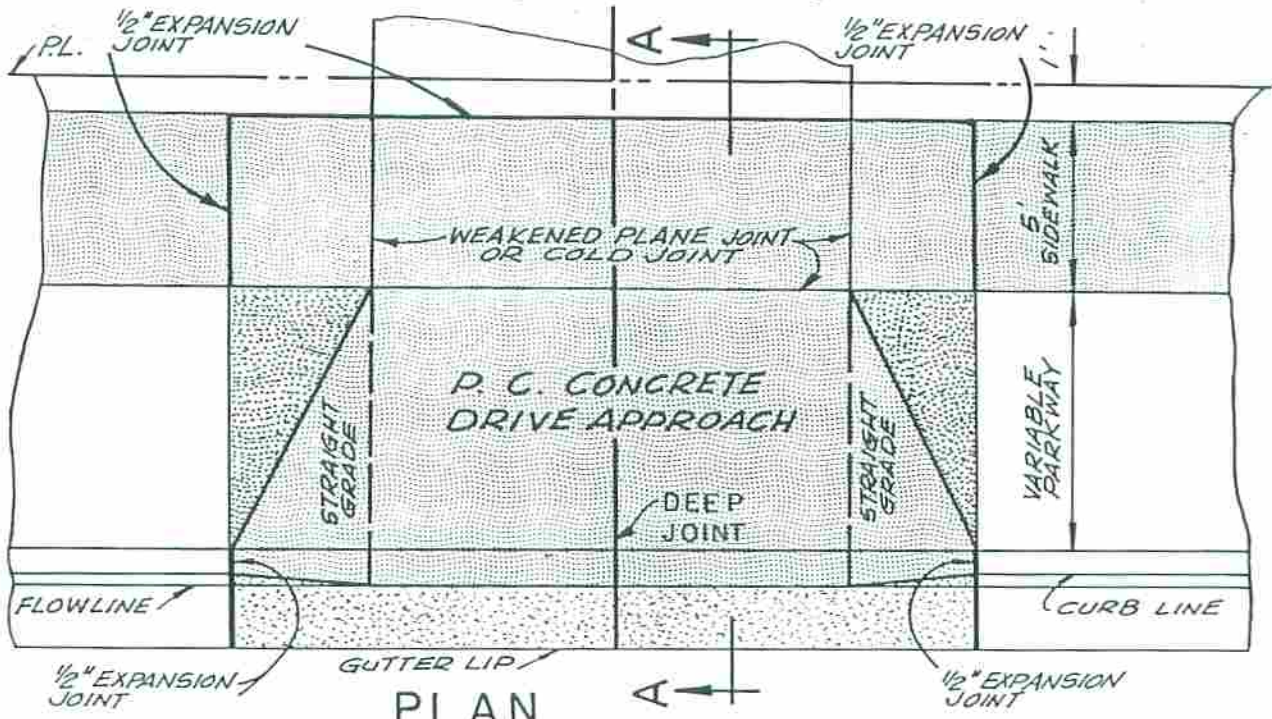 1/2" EXPANSION
JOINT
P.L.
A
1/2" EXPANSION
JOINT
1'
5'
SIDEWALK
WEAKENED PLANE JOINT
OR COLD JOINT
P. C. CONCRETE
DRIVE APPROACH
STRAIGHT
GRADE
STRAIGHT
GRADE
VARIABLE
PARKWAY
DEEP
JOINT
FLOWLINE
CURB LINE
GUTTER LIP
1/2" EXPANSION
JOINT
PLAN
A
1/2" EXPANSION
JOINT